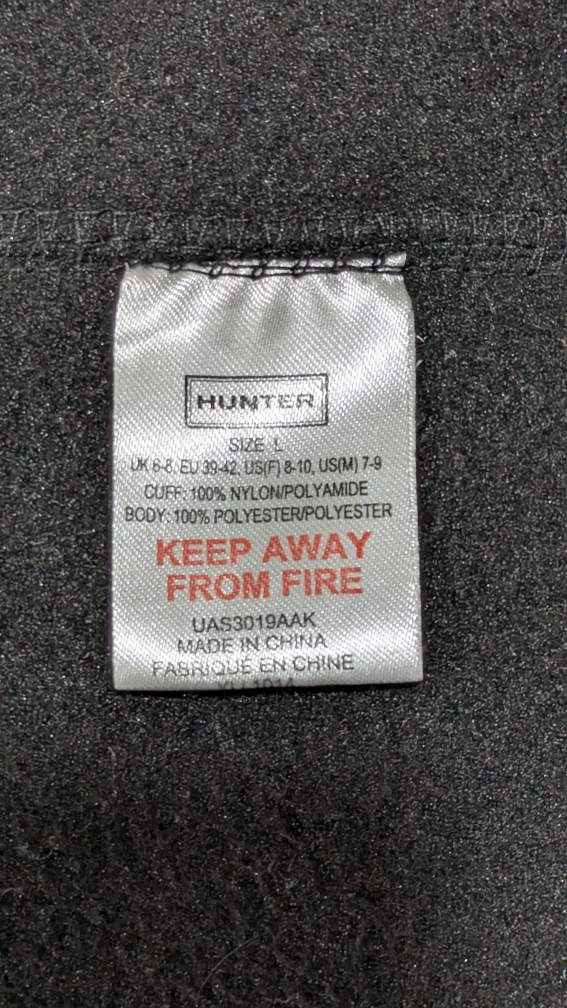 HUNTER
SIZE L
UK 6-8, EU 39-42, US(F) 8-10, US(M) 7-9
CUFF: 100% NYLON/POLYAMIDE
BODY: 100% POLYESTER/POLYESTER
KEEP AWAY
FROM FIRE
UAS3019AAK
MADE IN CHINA
FABRIQUÉ EN CHINE